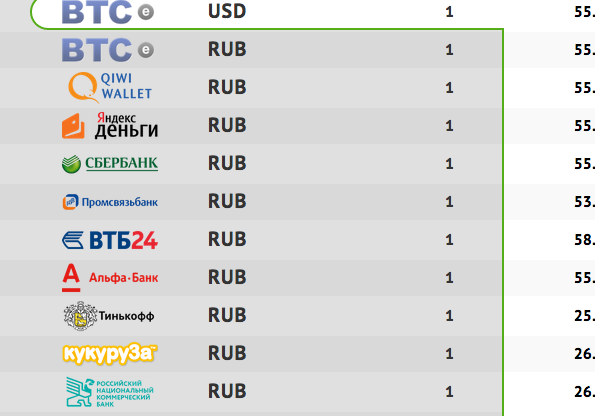 BTC e USD 1 55.
BTC e RUB 1 55.
QIWI
WALLET RUB 1 55.
Яндекс
деньги RUB 1 55.
СБЕРБАНК RUB 1 55.
Промсвязьбанк RUB 1 53.
ВТБ24 RUB 1 58.
Альфа·Банк RUB 1 55.
Тинькофф RUB 1 25.
кукуруза RUB 1 26.
РОССИЙСКИЙ
НАЦИОНАЛЬНЫЙ
КОММЕРЧЕСКИЙ
БАНК RUB 1 26.